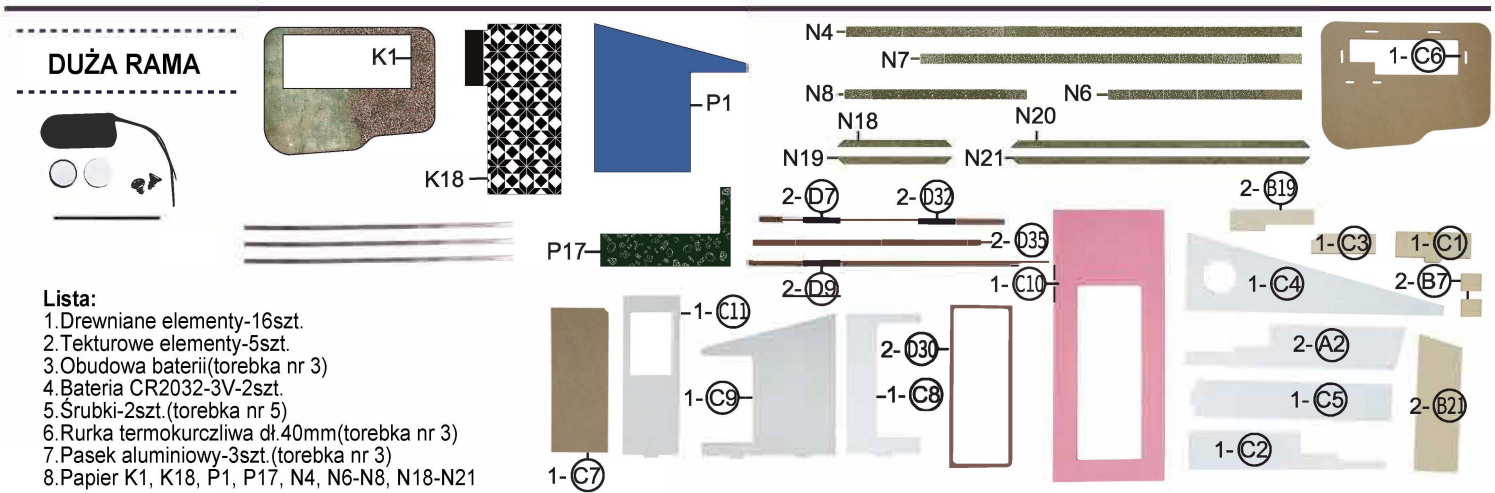 DUŻA RAMA
K1
K18
P1
N4
N7
N8
N6
N18
N20
N19
N21
1-C6
P17
2-D7
2-D32
2-D35
2-D9
1-C10
2-B19
1-C3
1-C1
1-C4
2-B7
1-C11
2-D30
1-C9
1-C8
2-A2
1-C5
2-B21
1-C2
1-C7
Lista:
1.Drewniane elementy-16szt.
2.Tekturowe elementy-5szt.
3.Obudowa baterii(torebka nr 3)
4.Bateria CR2032-3V-2szt.
5.Śrubki-2szt.(torebka nr 5)
6.Rurka termokurczliwa dł.40mm(torebka nr 3)
7.Pasek aluminiowy-3szt.(torebka nr 3)
8.Papier K1, K18, P1, P17, N4, N6-N8, N18-N21